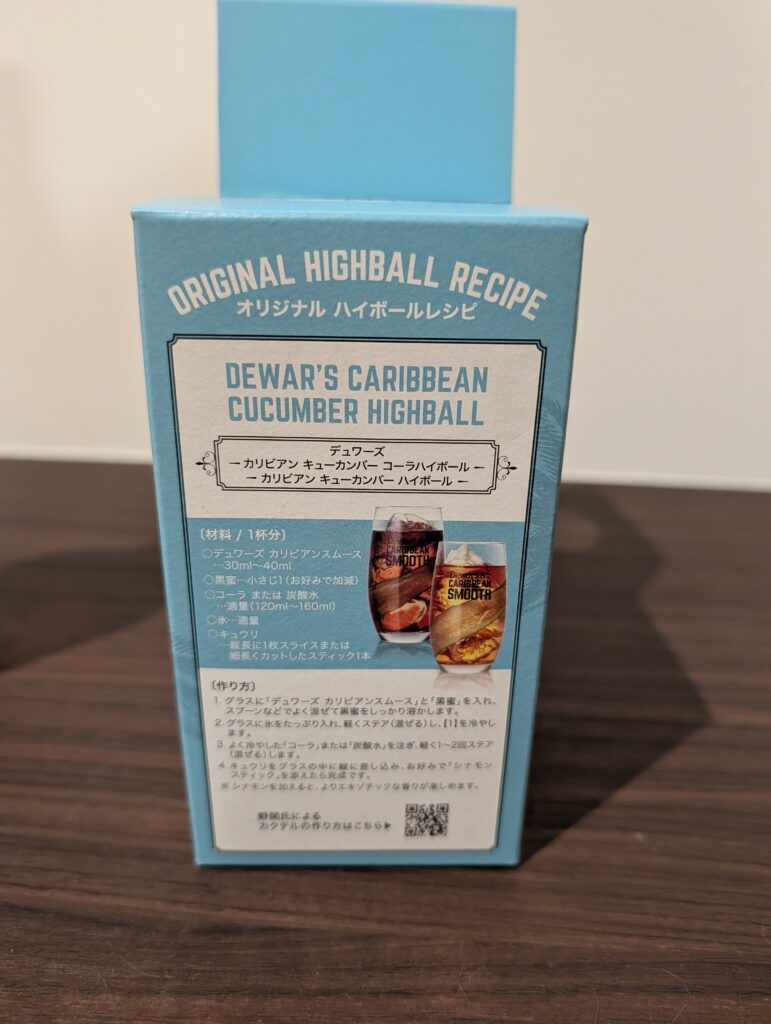 ORIGINAL HIGHBALL RECIPE
オリジナル ハイボールレシピ
DEWAR'S CARIBBEAN
CUCUMBER HIGHBALL
デュワーズ
ー カリビアン キューカンバー コーラハイボール ー
ー カリビアン キューカンバー ハイボール ー
〔材料 / 1杯分〕
○デュワーズ カリビアンスムース
…30ml〜40ml
○黒蜜…小さじ1(お好みで加減)
○コーラ または 炭酸水
…適量(120ml〜160ml)
○氷…適量
○キュウリ
…縦長に1枚スライスまたは
細長くカットしたスティック1本
CARIBBEAN
SMOOTH
DEWAR'S
CARIBBEAN
SMOOTH
〔作り方〕
1. グラスに「デュワーズ カリビアンスムース」と「黒蜜」を入れ、
スプーンなどでよく混ぜて黒蜜をしっかり溶かします。
2. グラスに氷をたっぷり入れ、軽くステア(混ぜる)し、【1】を冷やし
ます。
3. よく冷やした「コーラ」または「炭酸水」を注ぎ、軽く1〜2回ステア
(混ぜる)します。
4. キュウリをグラスの中に縦に差し込み、お好みで「シナモン
スティック」を添えたら完成です。
※シナモンを加えると、よりエキゾチックな香りが楽しめます。
野間氏による
カクテルの作り方はこちら▶